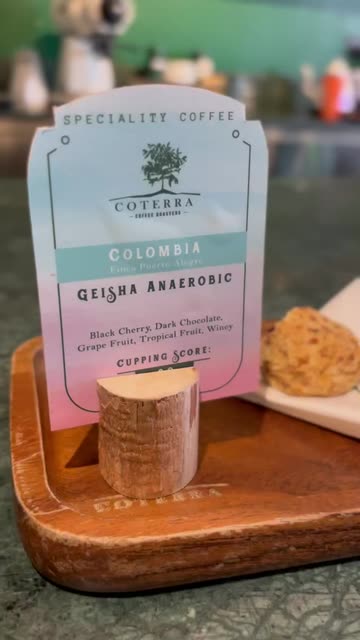 SPECIALITY COFFEE
COTERRA
COFFEE ROASTERS
COLOMBIA
Finca Puerto Alegre
GEISHA ANAEROBIC
Black Cherry, Dark Chocolate,
Grape Fruit, Tropical Fruit, Winey
CUPPING SCORE:
COTERRA